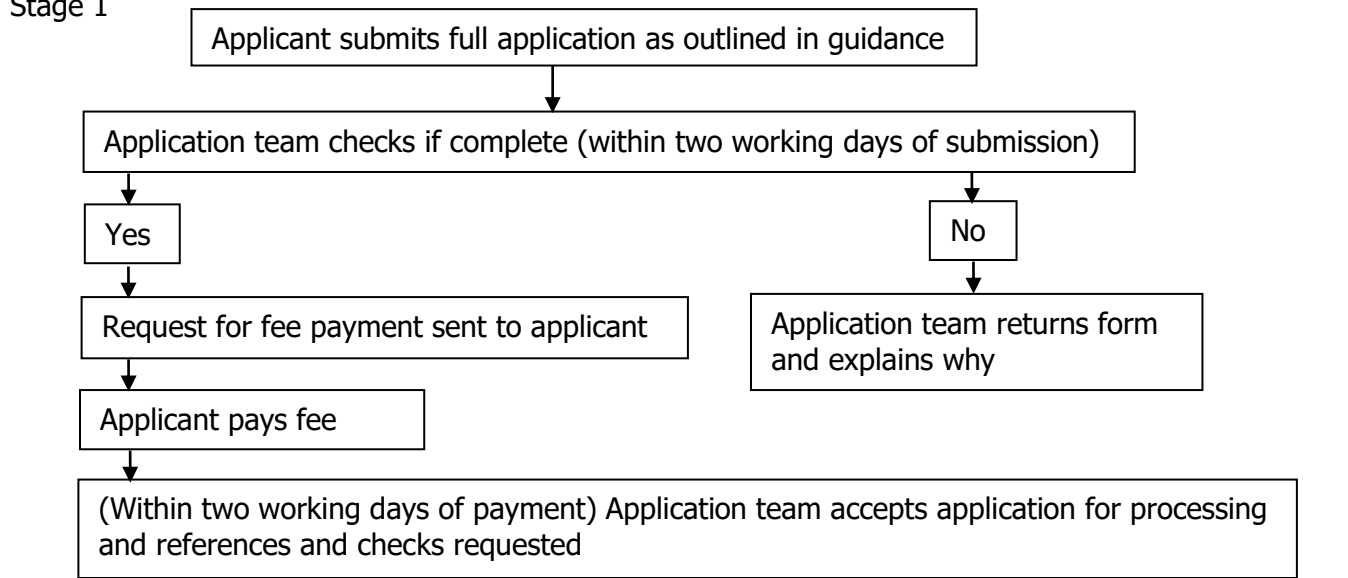 Stage 1
Applicant submits full application as outlined in guidance
Application team checks if complete (within two working days of submission)
Yes
No
Request for fee payment sent to applicant
Application team returns form
and explains why
Applicant pays fee
(Within two working days of payment) Application team accepts application for processing
and references and checks requested